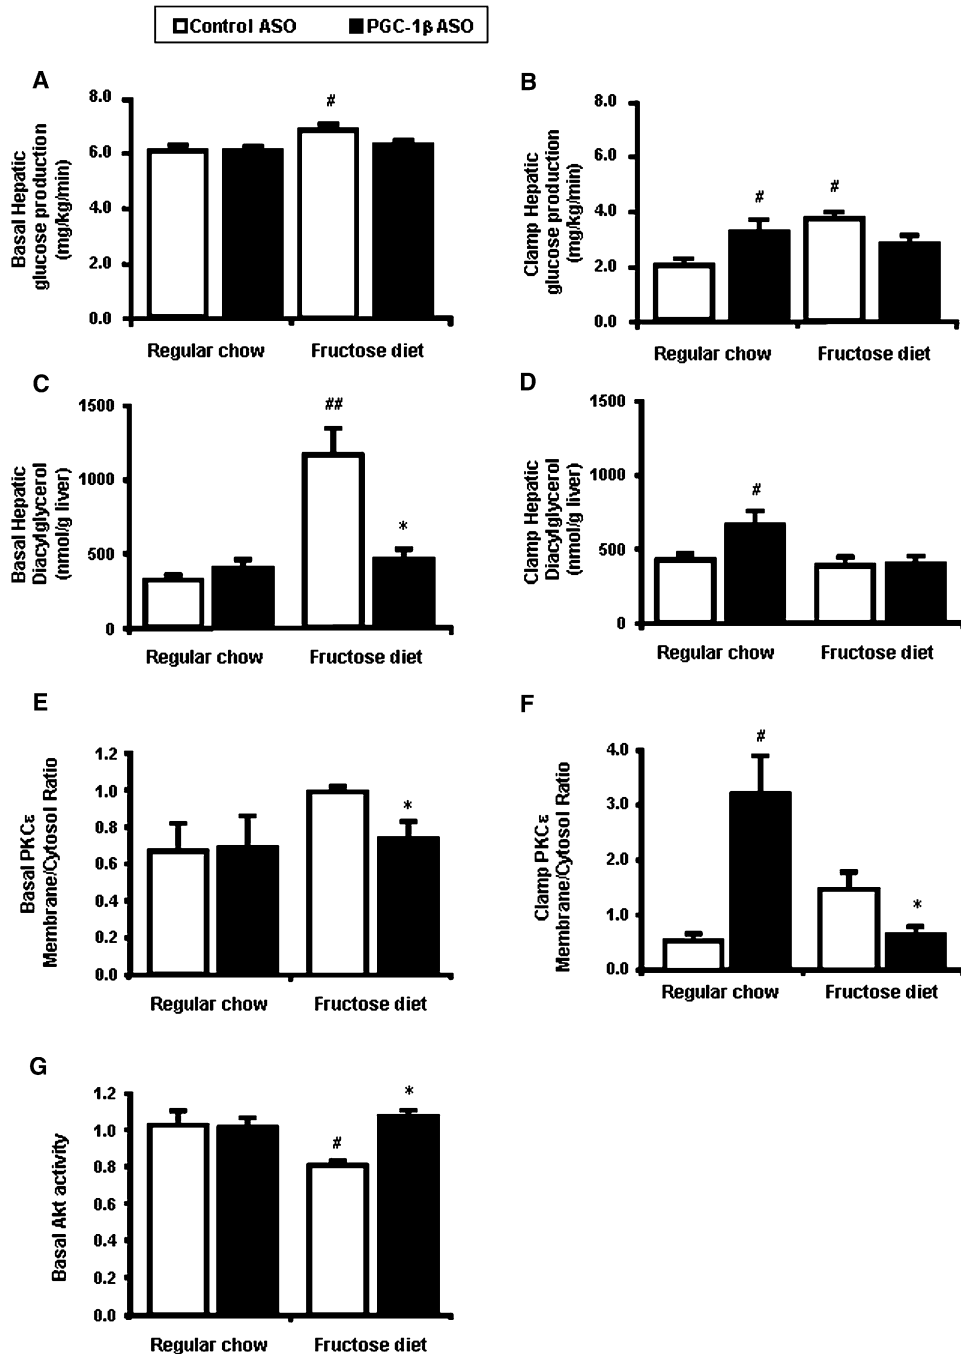 Control ASO PGC-1β ASO
A
Basal Hepatic
glucose production
(mg/kg/min)
8.0
6.0
4.0
2.0
0.0
#
Regular chow Fructose diet
B
Clamp Hepatic
glucose production
(mg/kg/min)
8.0
6.0
4.0
2.0
0.0
#
#
Regular chow Fructose diet
C
Basal Hepatic
Diacylglycerol
(nmol/g liver)
1500
1000
500
0
##
*
Regular chow Fructose diet
D
Clamp Hepatic
Diacylglycerol
(nmol/g liver)
1500
1000
500
0
#
Regular chow Fructose diet
E
Basal PKCε
Membrane/Cytosol Ratio
1.2
1.0
0.8
0.6
0.4
0.2
0.0
*
Regular chow Fructose diet
F
Clamp PKCε
Membrane/Cytosol Ratio
4.0
3.0
2.0
1.0
0.0
#
*
Regular chow Fructose diet
G
Basal Akt activity
1.2
1.0
0.8
0.6
0.4
0.2
0.0
#
*
Regular chow Fructose diet